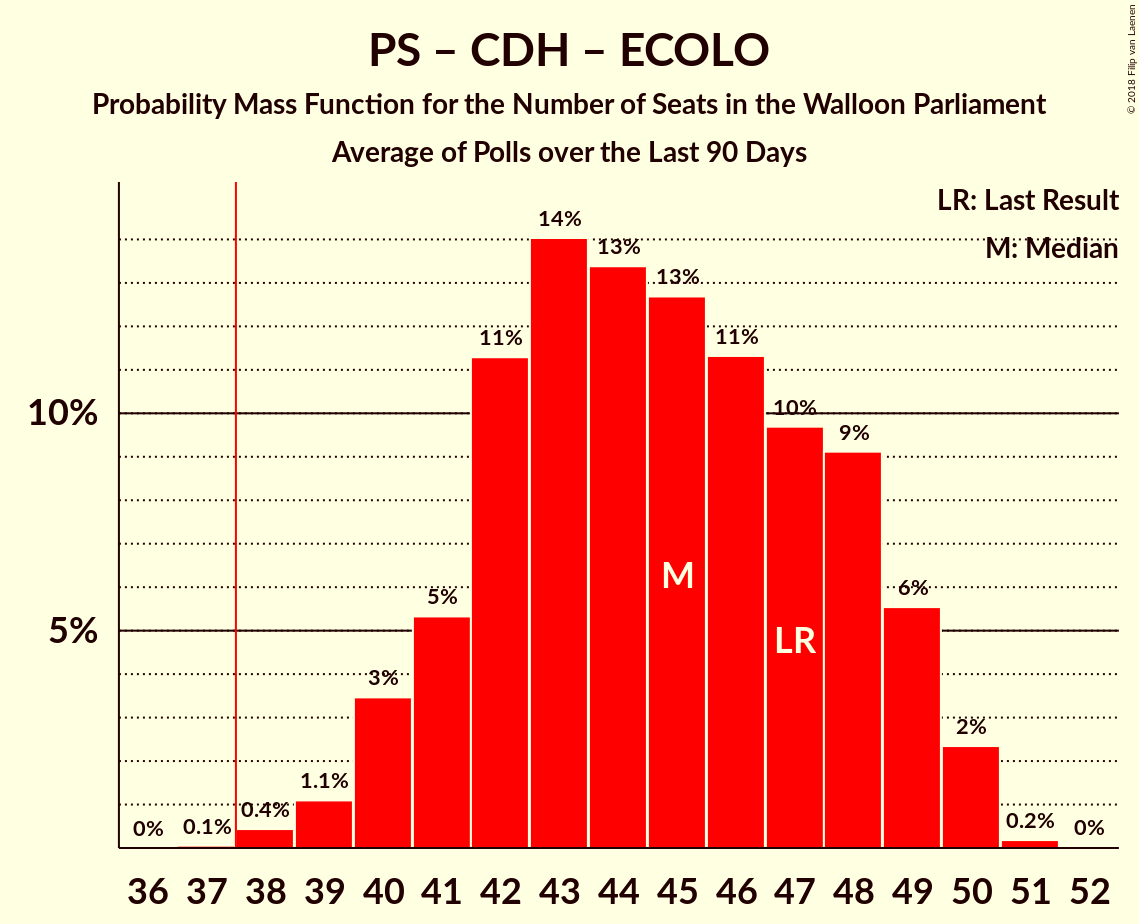 PS – CDH – ECOLO
Probability Mass Function for the Number of Seats in the Walloon Parliament
Average of Polls over the Last 90 Days
© 2018 Filip van Laenen
LR: Last Result
M: Median
10%
5%
0%
0.1%
0.4%
1.1%
3%
5%
11%
14%
13%
13%
11%
10%
9%
6%
2%
0.2%
0%
M
LR
36 37 38 39 40 41 42 43 44 45 46 47 48 49 50 51 52